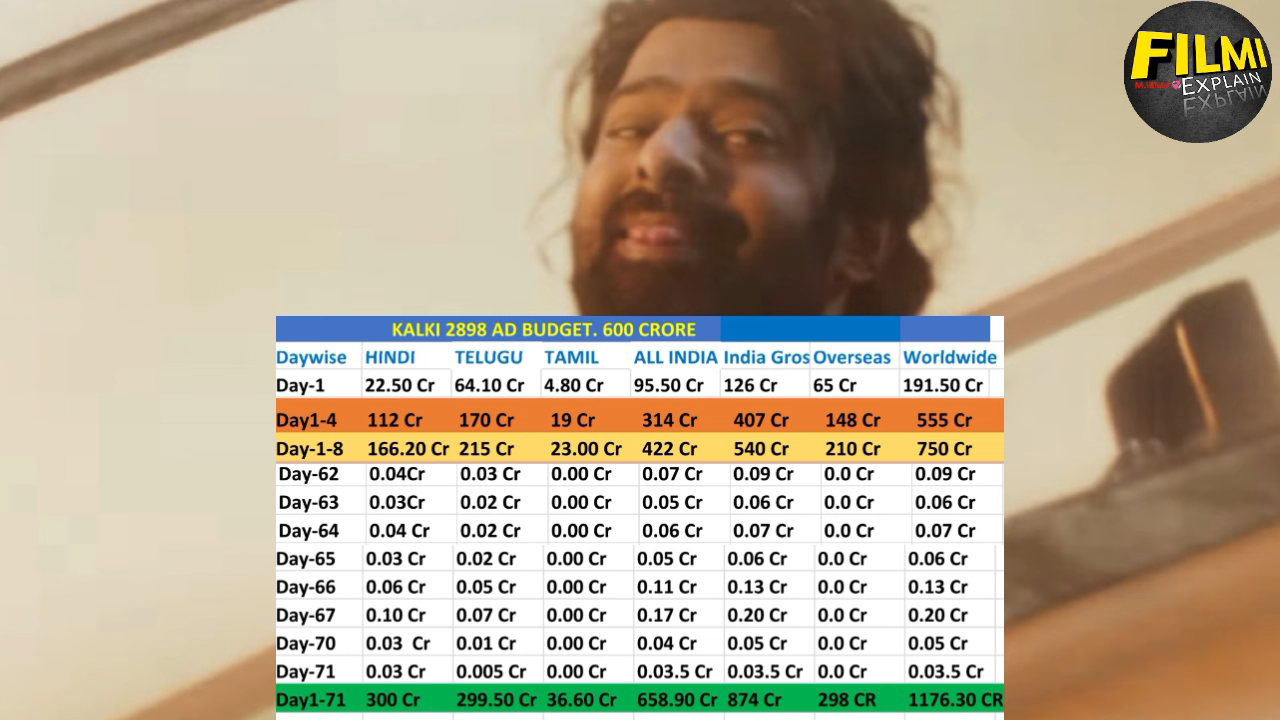 FILMI
EXPLAIN
KALKI 2898 AD BUDGET. 600 CRORE
Daywise HINDI TELUGU TAMIL ALL INDIA India Gros Overseas Worldwide
Day-1 22.50 Cr 64.10 Cr 4.80 Cr 95.50 Cr 126 Cr 65 Cr 191.50 Cr
Day1-4 112 Cr 170 Cr 19 Cr 314 Cr 407 Cr 148 Cr 555 Cr
Day-1-8 166.20 Cr 215 Cr 23.00 Cr 422 Cr 540 Cr 210 Cr 750 Cr
Day-62 0.04Cr 0.03 Cr 0.00 Cr 0.07 Cr 0.09 Cr 0.0 Cr 0.09 Cr
Day-63 0.03Cr 0.02 Cr 0.00 Cr 0.05 Cr 0.06 Cr 0.0 Cr 0.06 Cr
Day-64 0.04 Cr 0.02 Cr 0.00 Cr 0.06 Cr 0.07 Cr 0.0 Cr 0.07 Cr
Day-65 0.03 Cr 0.02 Cr 0.00 Cr 0.05 Cr 0.06 Cr 0.0 Cr 0.06 Cr
Day-66 0.06 Cr 0.05 Cr 0.00 Cr 0.11 Cr 0.13 Cr 0.0 Cr 0.13 Cr
Day-67 0.10 Cr 0.07 Cr 0.00 Cr 0.17 Cr 0.20 Cr 0.0 Cr 0.20 Cr
Day-70 0.03 Cr 0.01 Cr 0.00 Cr 0.04 Cr 0.05 Cr 0.0 Cr 0.05 Cr
Day-71 0.03 Cr 0.005 Cr 0.00 Cr 0.03.5 Cr 0.03.5 Cr 0.0 Cr 0.03.5 Cr
Day1-71 300 Cr 299.50 Cr 36.60 Cr 658.90 Cr 874 Cr 298 CR 1176.30 CR